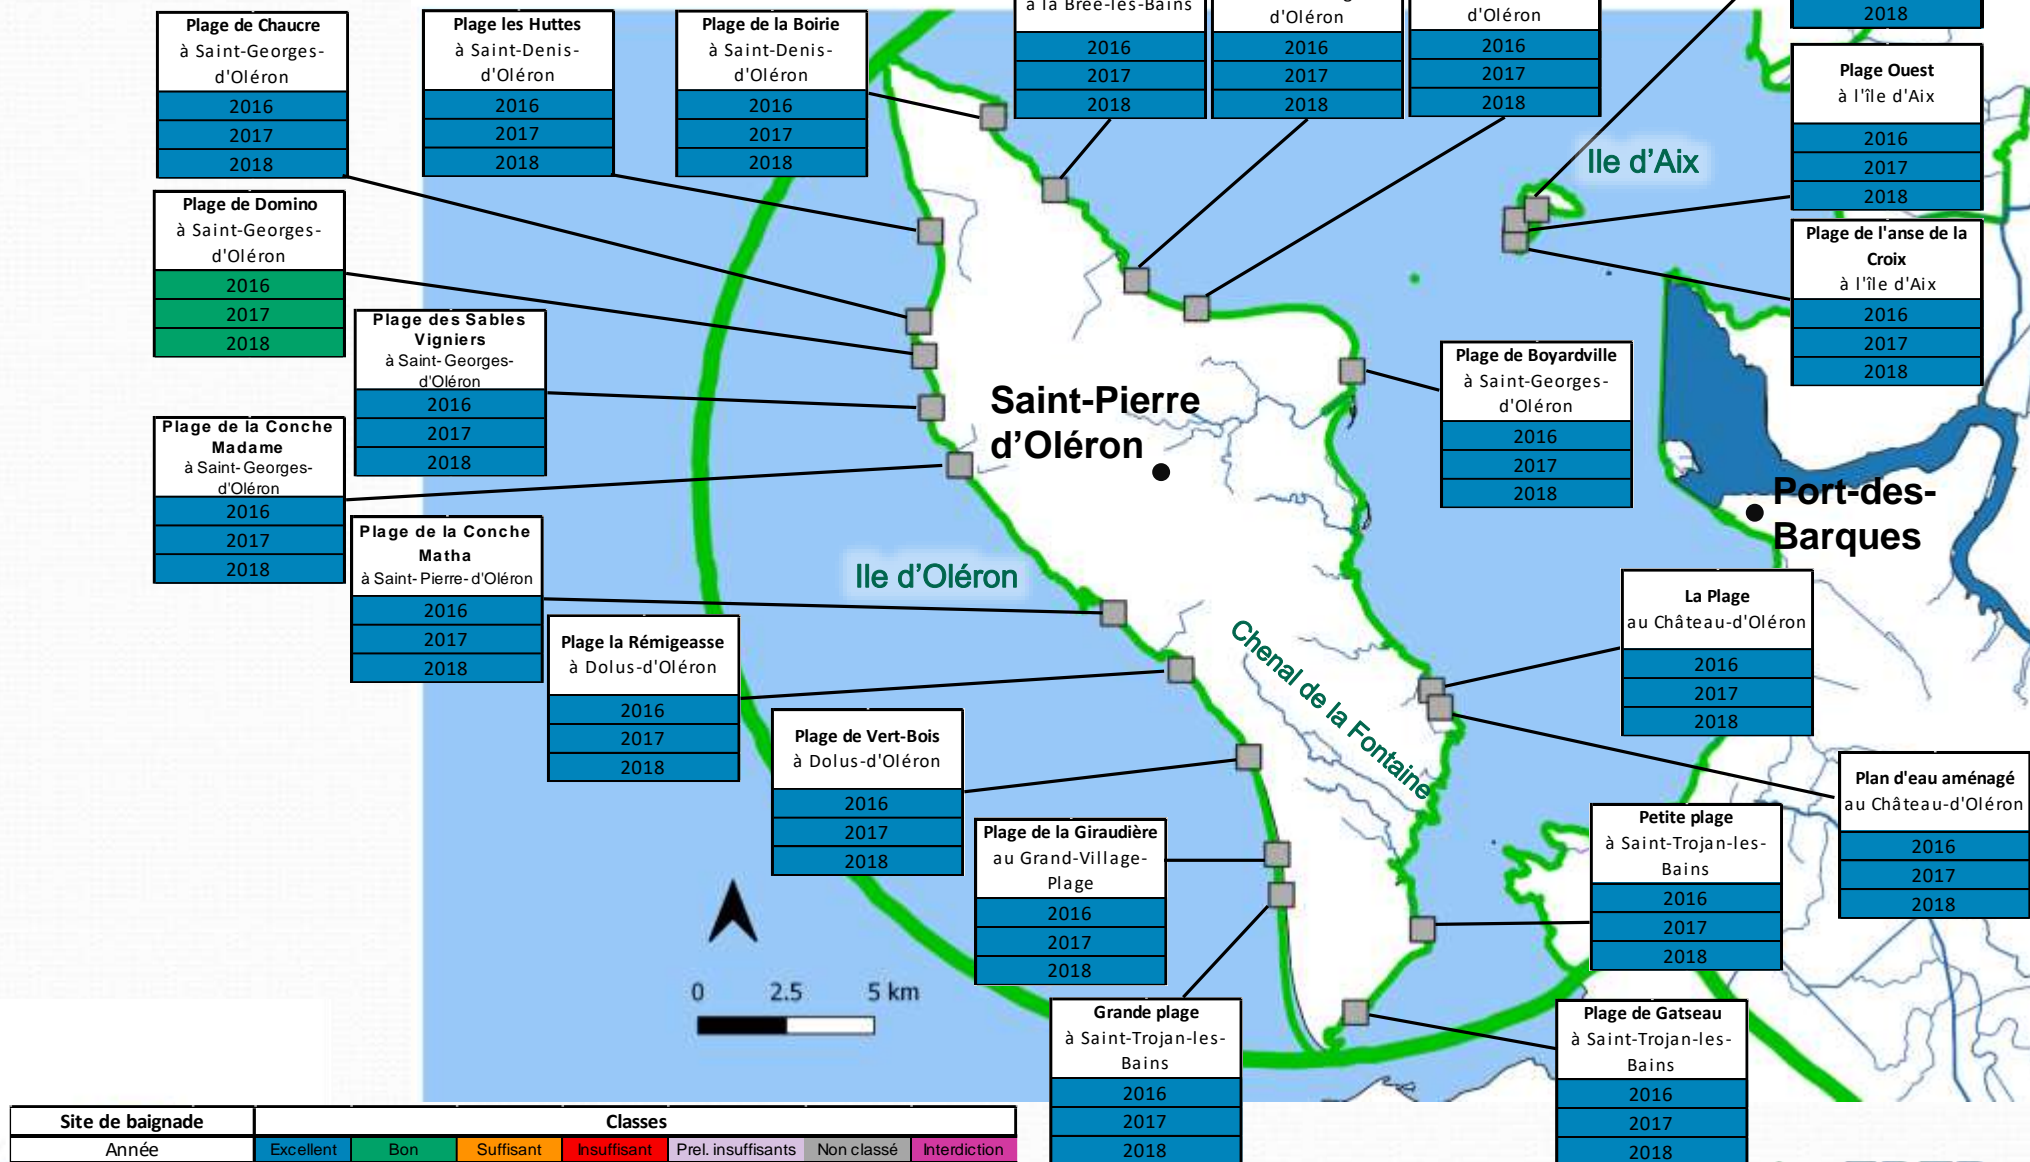 Plage de Chaucre
à Saint-Georges-
d'Oléron
2016
2017
2018
Plage les Huttes
à Saint-Denis-
d'Oléron
2016
2017
2018
Plage de la Boirie
à Saint-Denis-
d'Oléron
2016
2017
2018
à la Brée-les-Bains
2016
2017
2018
d'Oléron
2016
2017
2018
d'Oléron
2016
2017
2018
2018
Plage Ouest
à l'île d'Aix
2016
2017
2018
Ile d'Aix
Plage de l'anse de la
Croix
à l'île d'Aix
2016
2017
2018
Plage de Domino
à Saint-Georges-
d'Oléron
2016
2017
2018
Plage des Sables
Vigniers
à Saint-Georges-
d'Oléron
2016
2017
2018
Plage de Boyardville
à Saint-Georges-
d'Oléron
2016
2017
2018
Saint-Pierre
d'Oléron
Plage de la Conche
Madame
à Saint-Georges-
d'Oléron
2016
2017
2018
Port-des-
Barques
Plage de la Conche
Matha
à Saint-Pierre-d'Oléron
2016
2017
2018
Ile d'Oléron
La Plage
au Château-d'Oléron
2016
2017
2018
Plage la Rémigeasse
à Dolus-d'Oléron
2016
2017
2018
Chenal de la Fontaine
Plage de Vert-Bois
à Dolus-d'Oléron
2016
2017
2018
Plan d'eau aménagé
au Château-d'Oléron
2016
2017
2018
Plage de la Giraudière
au Grand-Village-
Plage
2016
2017
2018
Petite plage
à Saint-Trojan-les-
Bains
2016
2017
2018
0 2.5 5 km
Grande plage
à Saint-Trojan-les-
Bains
2016
2017
2018
Plage de Gatseau
à Saint-Trojan-les-
Bains
2016
2017
2018
Site de baignade Classes
Année Excellent Bon Suffisant Insuffisant Prel. insuffisants Non classé Interdiction